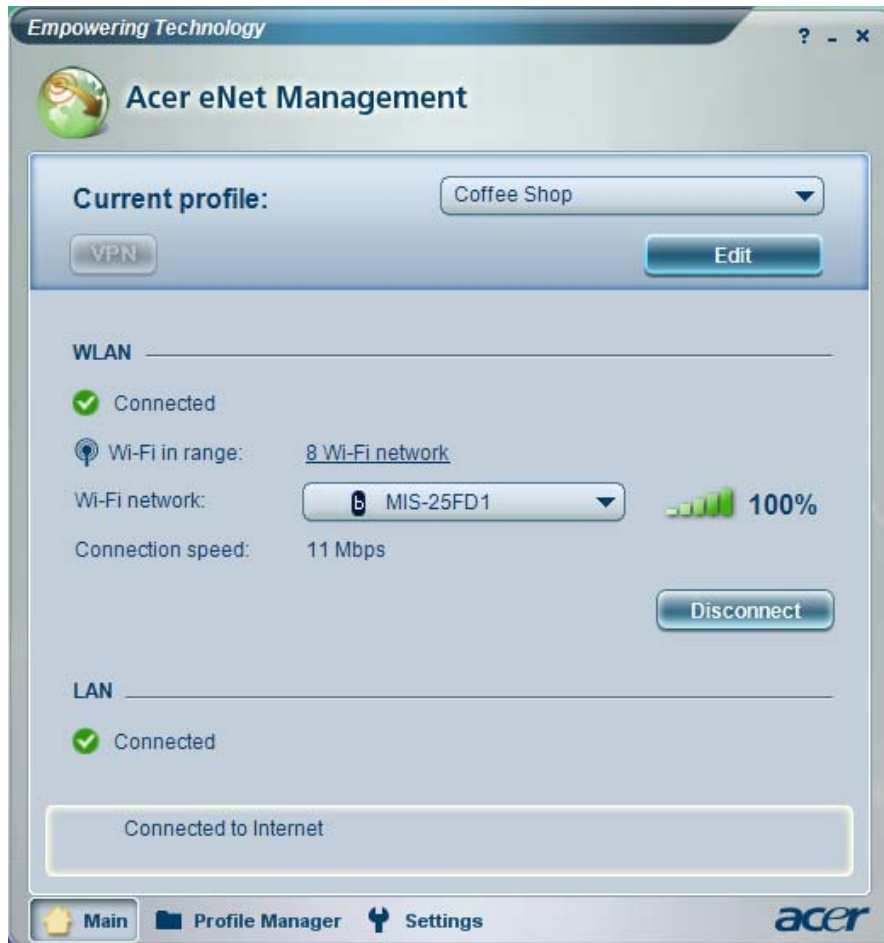 Empowering Technology
?
Acer eNet Management
Current profile: Coffee Shop
VPN Edit
WLAN
Connected
Wi-Fi in range: 8 Wi-Fi network
Wi-Fi network: b MIS-25FD1 100%
Connection speed: 11 Mbps
Disconnect
LAN
Connected
Connected to Internet
Main Profile Manager Settings acer